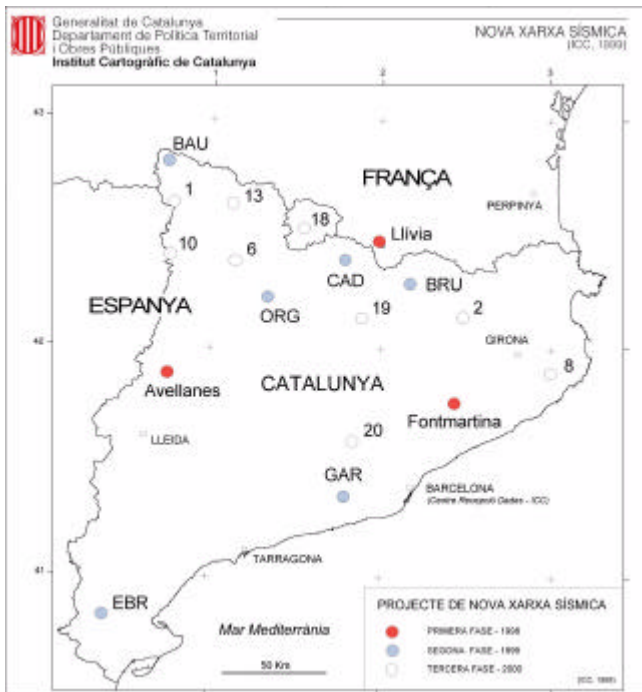 Generalitat de Catalunya
Departament de Política Territorial
i Obres Públiques
Institut Cartogràfic de Catalunya
NOVA XARXA SÍSMICA
(ICC, 1999)
1
2
3
43
BAU
1
13
FRANÇA
PERPINYA
18
Llívia
10
6
CAD
BRU
ESPANYA
ORG
19
2
GIRONA
42
8
Avellanes
CATALUNYA
Fontmartina
LLEIDA
20
GAR
BARCELONA
(Centre Recepció Dades - ICC)
TARRAGONA
41
EBR
Mar Mediterrània
50 Km
PROJECTE DE NOVA XARXA SÍSMICA
PRIMERA FASE - 1998
SEGONA FASE - 1999
TERCERA FASE - 2000
(ICC, 1999)